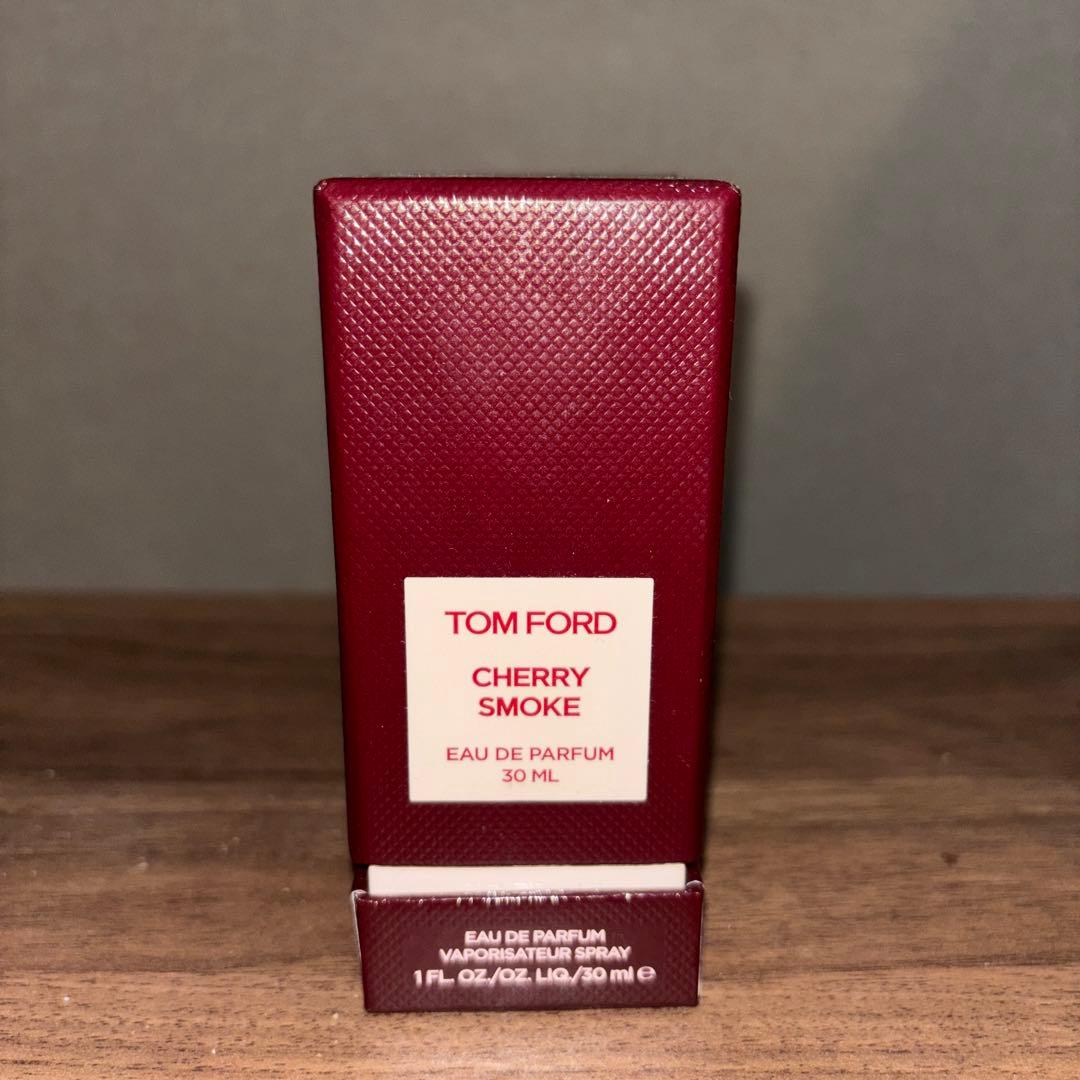 TOM FORD
CHERRY
SMOKE
EAU DE PARFUM
30 ML
EAU DE PARFUM
VAPORISATEUR SPRAY
1 FL. OZ./OZ. LIQ./30 ml ℮